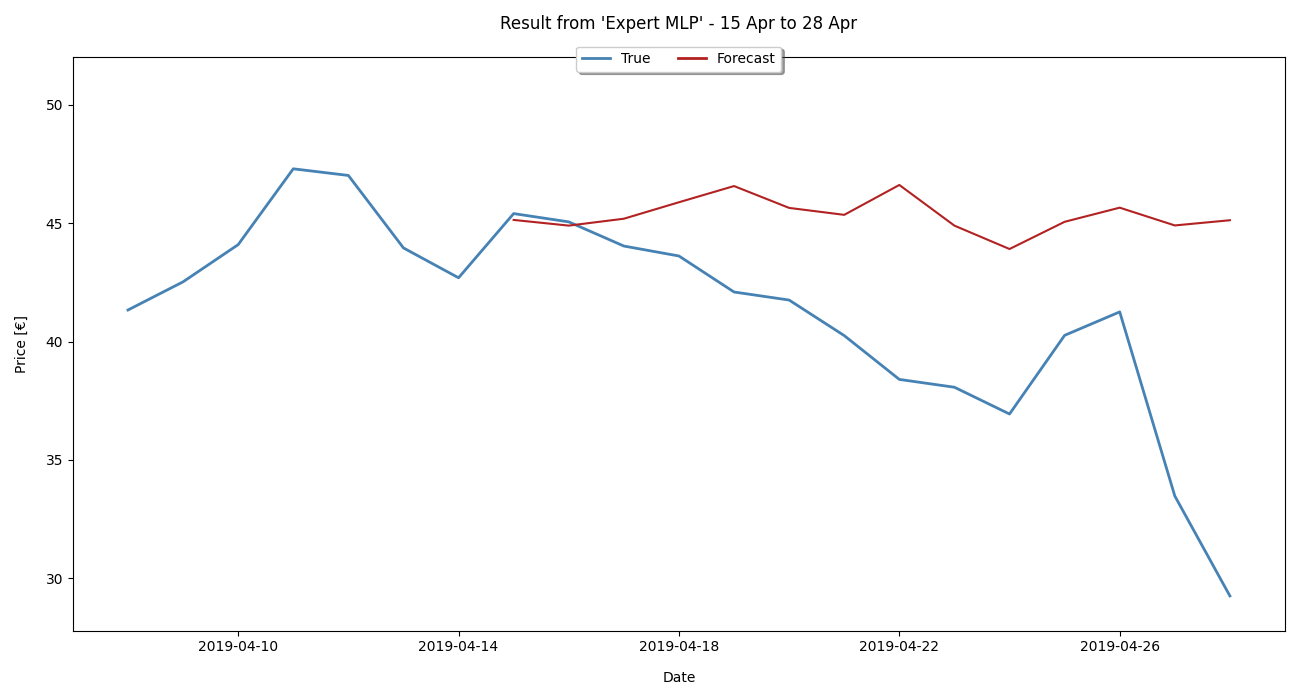 Result from 'Expert MLP' - 15 Apr to 28 Apr
True Forecast
50
45
40
35
30
Price [€]
2019-04-10 2019-04-14 2019-04-18 2019-04-22 2019-04-26
Date